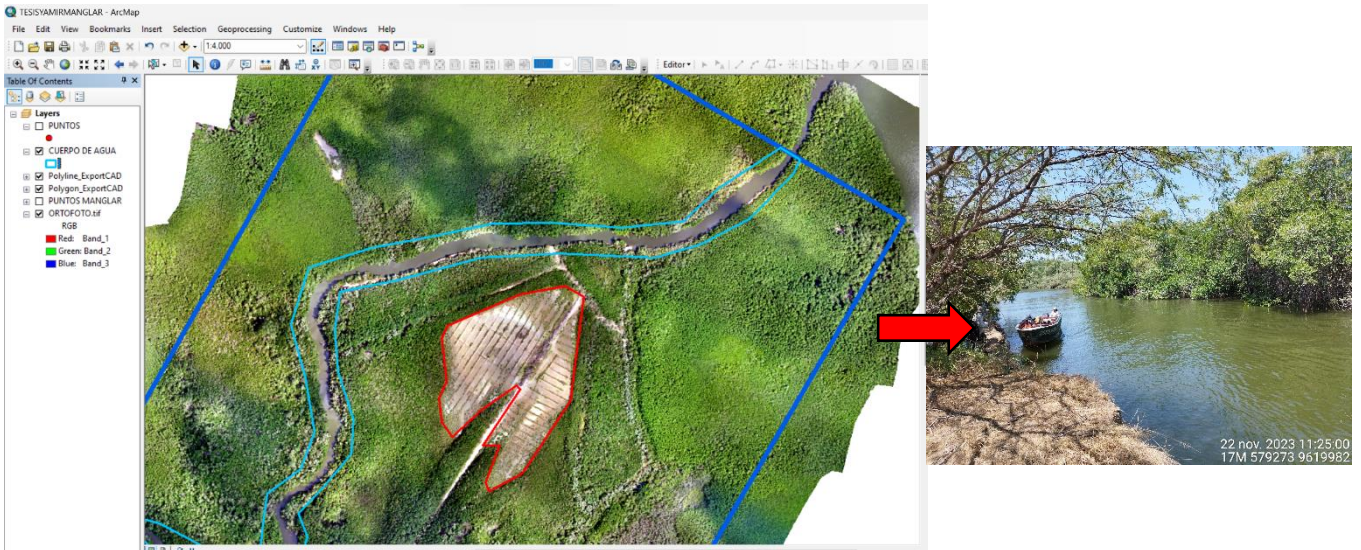 TESISYAMIRMANGLAR - ArcMap
File Edit View Bookmarks Insert Selection Geoprocessing Customize Windows Help
1:4.000
Editor
Table Of Contents
Layers
PUNTOS
CUERPO DE AGUA
Polyline_ExportCAD
Polygon_ExportCAD
PUNTOS MANGLAR
ORTOFOTO.tif
RGB
Red: Band_1
Green: Band_2
Blue: Band_3
22 nov. 2023 11:25:00
17M 579273 9619982